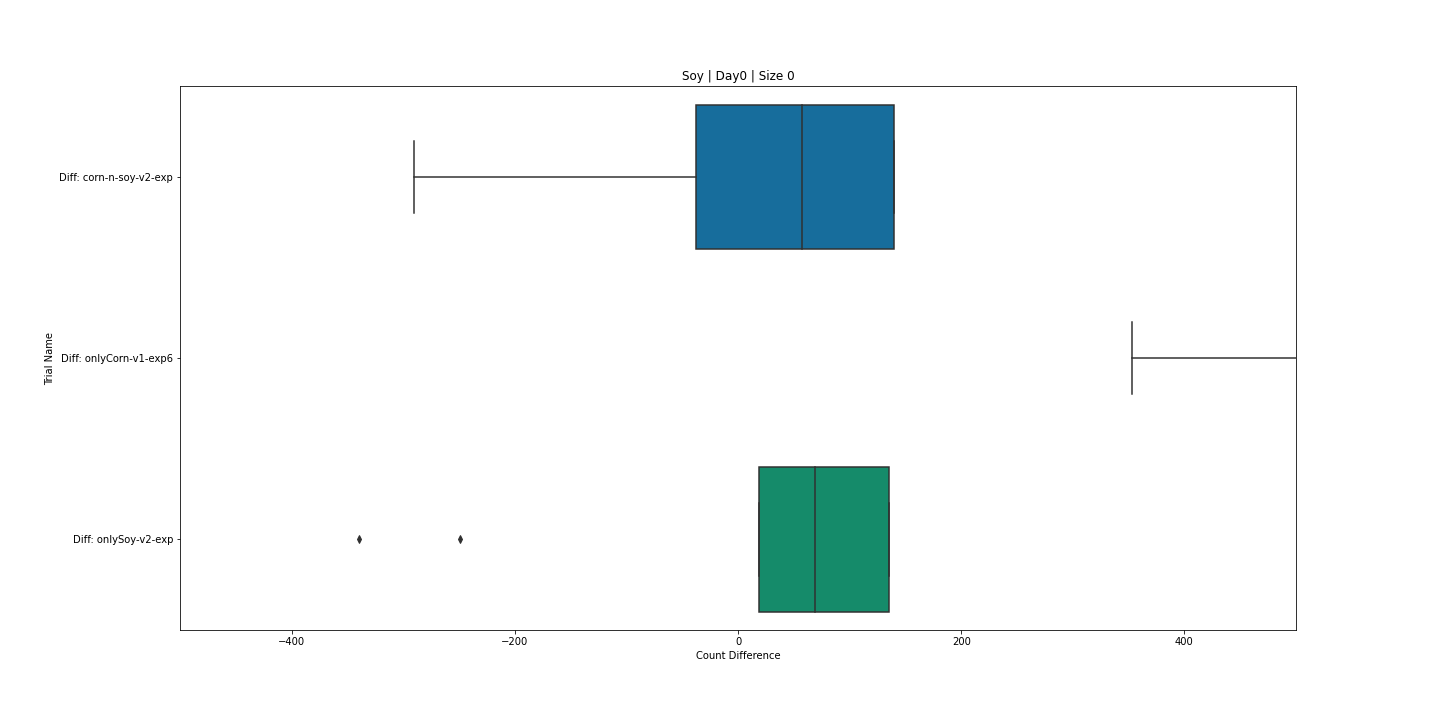 Soy | Day0 | Size 0
Diff: corn-n-soy-v2-exp
Diff: onlyCorn-v1-exp6
Diff: onlySoy-v2-exp
Trial Name
−400
−200
0
200
400
Count Difference